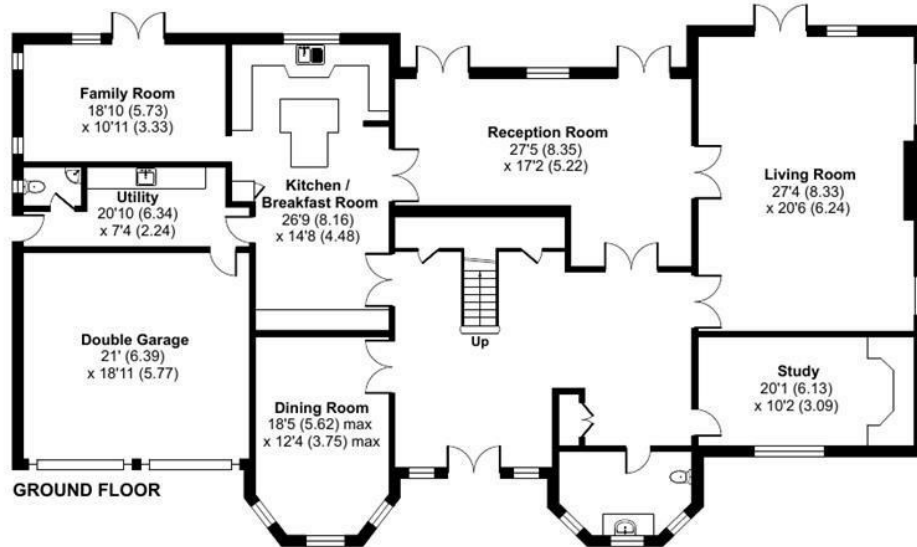 Family Room
18'10 (5.73)
x 10'11 (3.33)
Reception Room
27'5 (8.35)
x 17'2 (5.22)
Living Room
27'4 (8.33)
x 20'6 (6.24)
Kitchen /
Breakfast Room
26'9 (8.16)
x 14'8 (4.48)
Utility
20'10 (6.34)
x 7'4 (2.24)
Double Garage
21' (6.39)
x 18'11 (5.77)
Up
Study
20'1 (6.13)
x 10'2 (3.09)
Dining Room
18'5 (5.62) max
x 12'4 (3.75) max
GROUND FLOOR